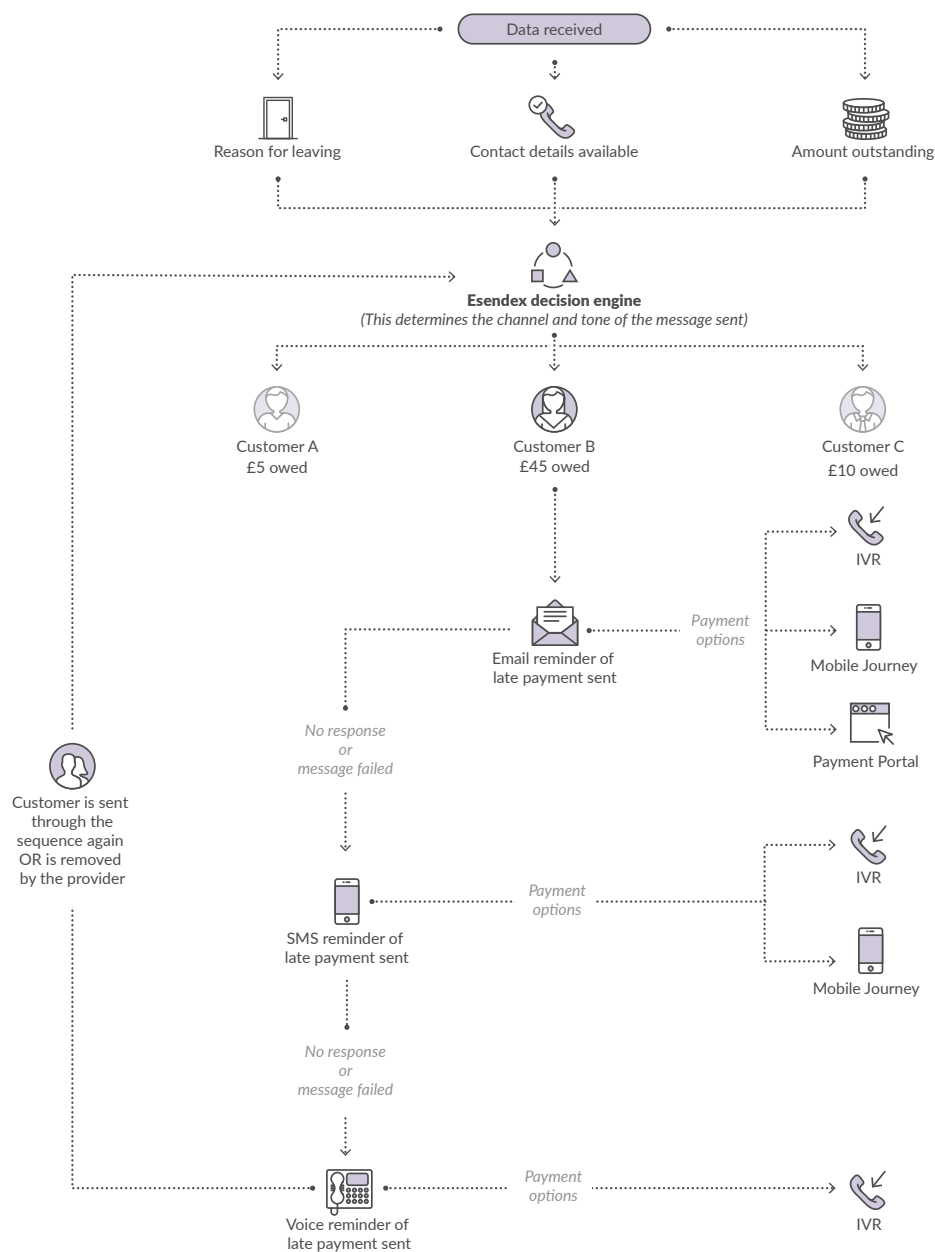 Data received
Reason for leaving
Contact details available
Amount outstanding
Esendex decision engine
(This determines the channel and tone of the message sent)
Customer A
£5 owed
Customer B
£45 owed
Customer C
£10 owed
IVR
Payment
options
Mobile Journey
Email reminder of
late payment sent
Payment Portal
No response
or
message failed
Customer is sent
through the
sequence again
OR is removed
by the provider
IVR
Payment
options
SMS reminder of
late payment sent
Mobile Journey
No response
or
message failed
Payment
options
Voice reminder of
late payment sent
IVR